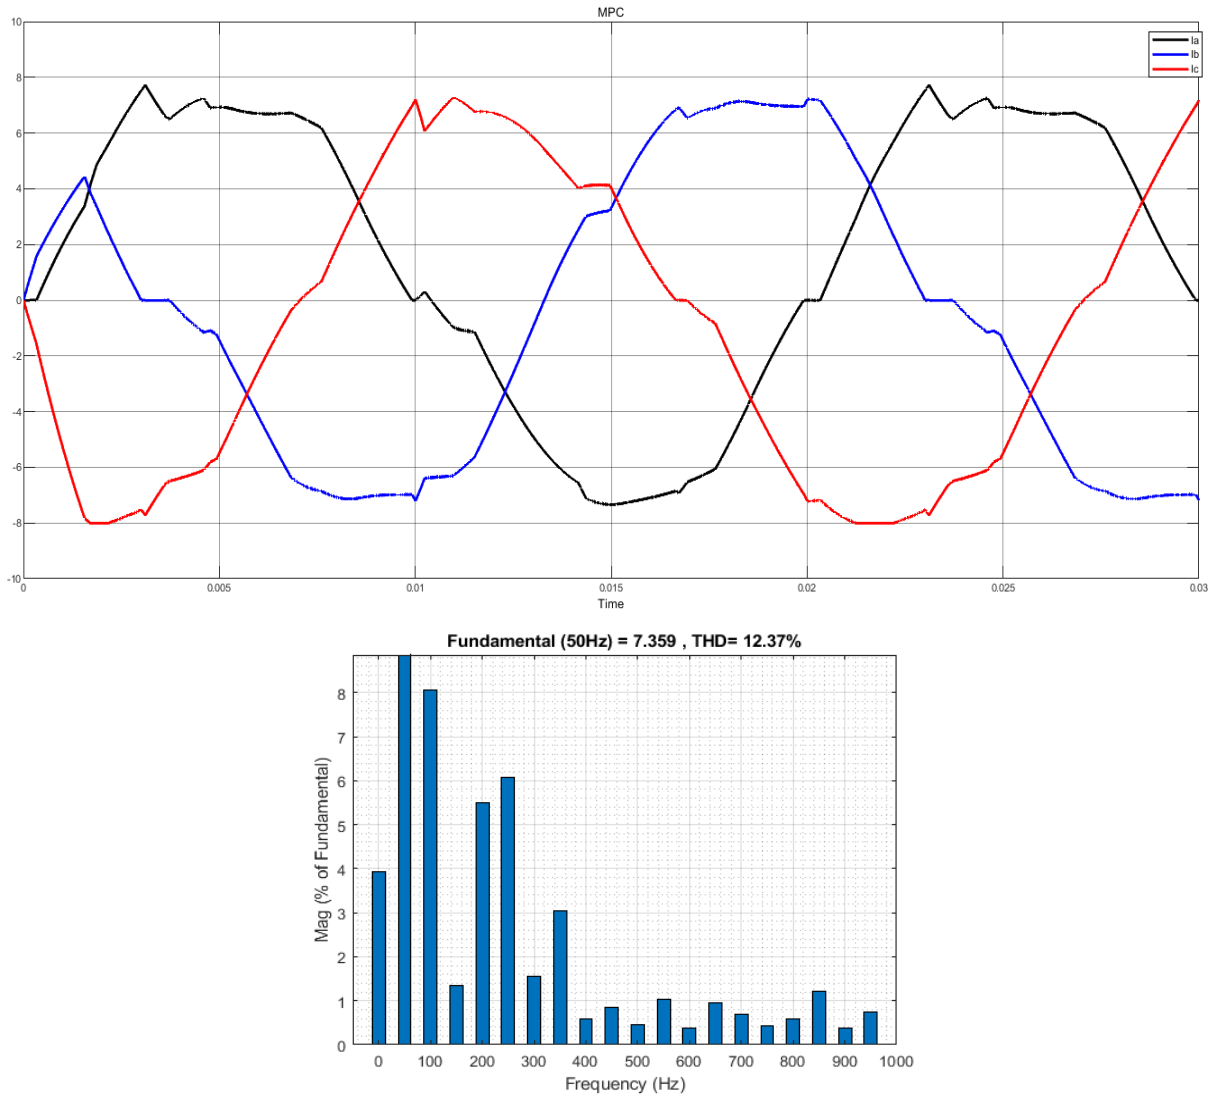 MPC
Ia
Ib
Ic
10
8
6
4
2
0
-2
-4
-6
-8
-10
0 0.005 0.01 0.015 0.02 0.025 0.03
Time
Fundamental (50Hz) = 7.359 , THD= 12.37%
Mag (% of Fundamental)
8
7
6
5
4
3
2
1
0
0 100 200 300 400 500 600 700 800 900 1000
Frequency (Hz)